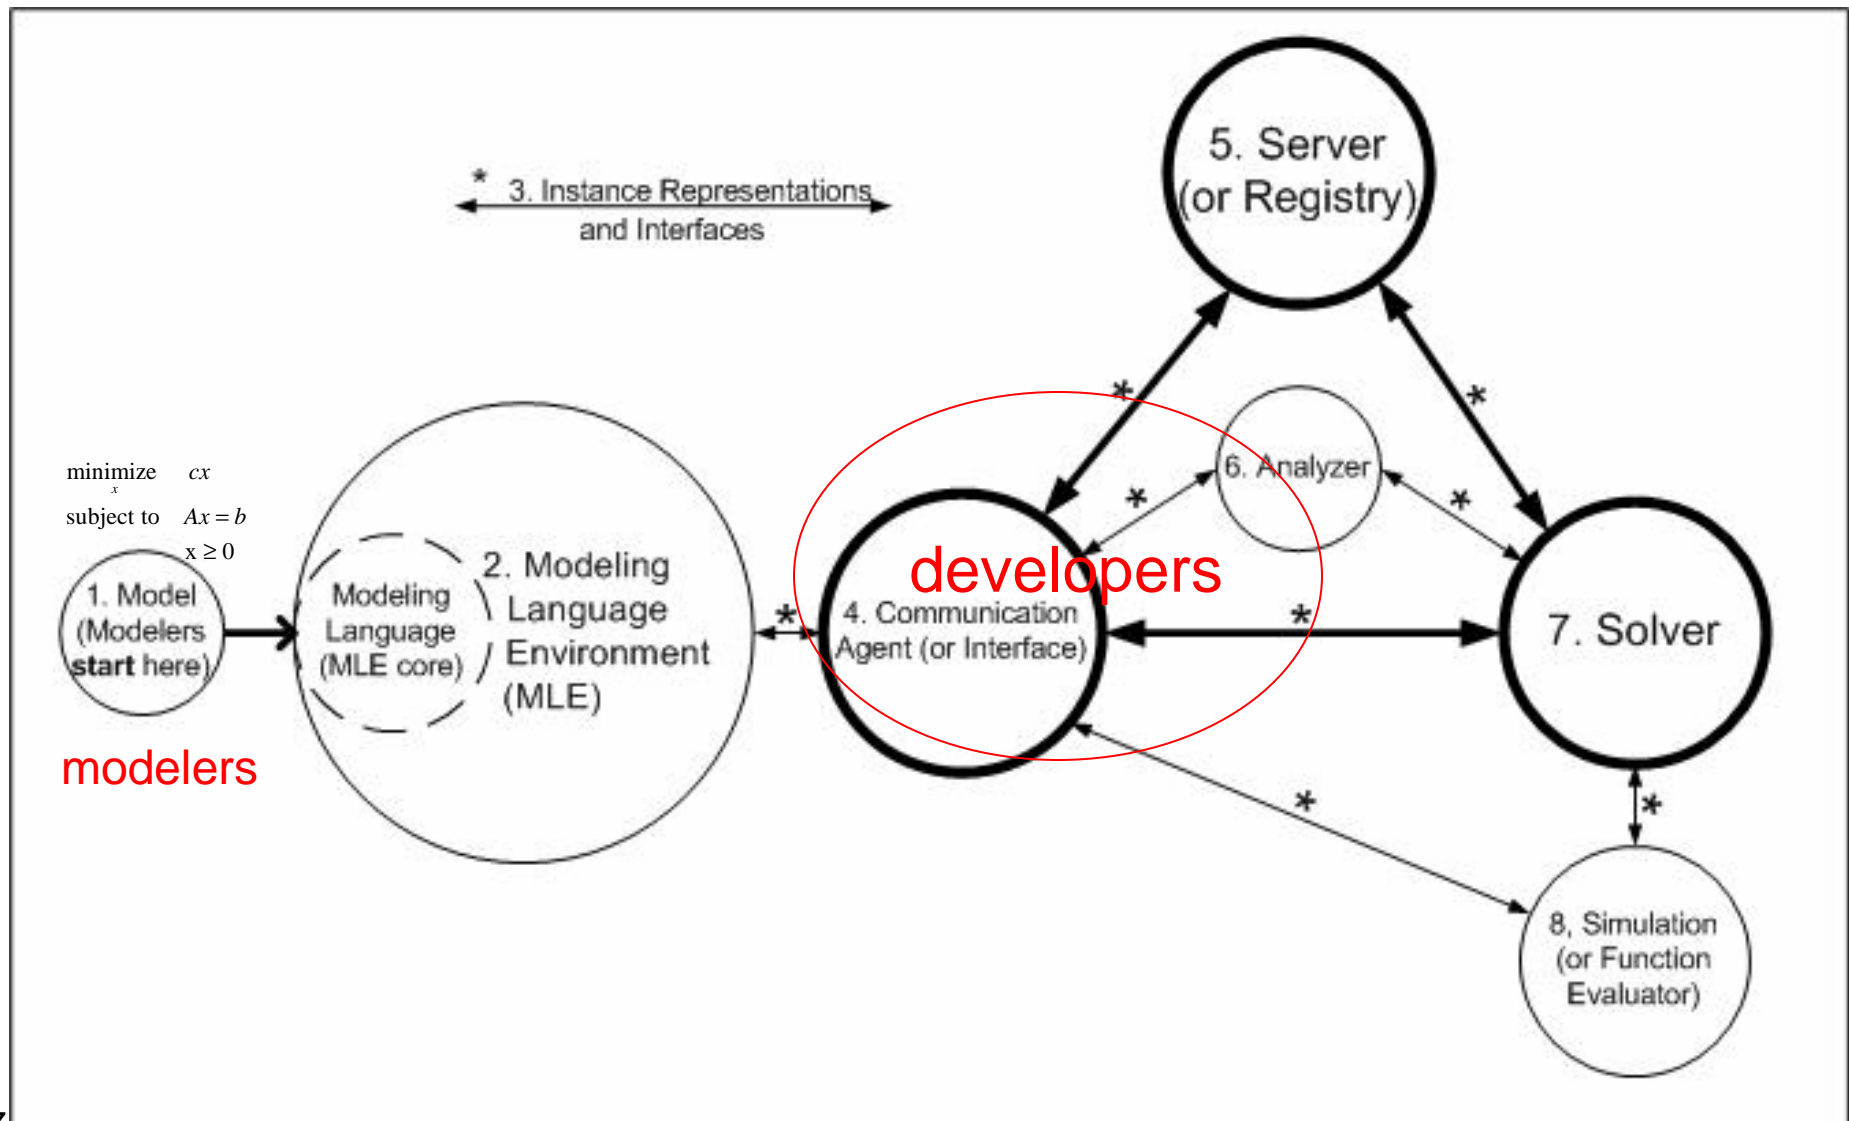 5. Server
(or Registry)
* 3. Instance Representations
and Interfaces
*
*
minimize cx
x
subject to Ax = b
x ≥ 0
6. Analyzer
*
*
developers
1. Model
(Modelers
start here)
Modeling
Language
(MLE core)
2. Modeling
Language
Environment
(MLE)
*
4. Communication
Agent (or Interface)
*
7. Solver
modelers
*
*
8, Simulation
(or Function
Evaluator)